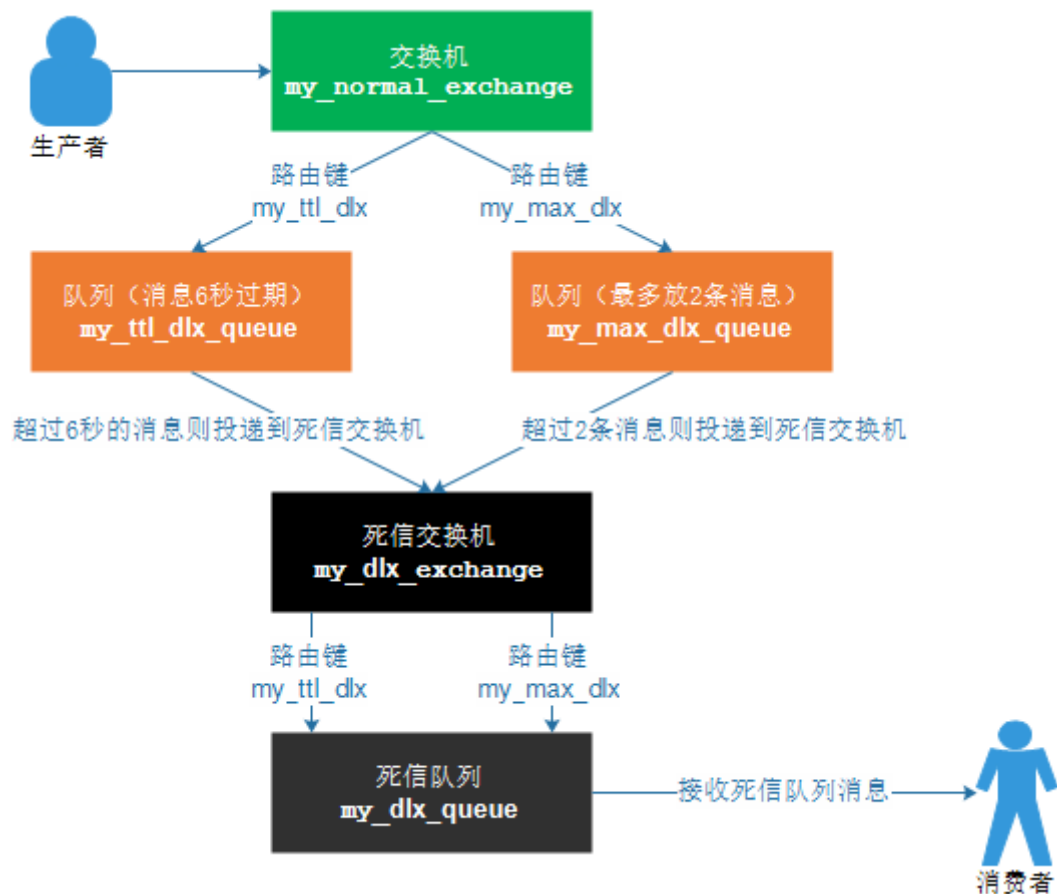 交换机
my_normal_exchange
生产者
路由键
my_ttl_dlx
路由键
my_max_dlx
队列（消息6秒过期）
my_ttl_dlx_queue
队列（最多放2条消息）
my_max_dlx_queue
超过6秒的消息则投递到死信交换机
超过2条消息则投递到死信交换机
死信交换机
my_dlx_exchange
路由键
my_ttl_dlx
路由键
my_max_dlx
死信队列
my_dlx_queue
接收死信队列消息
消费者